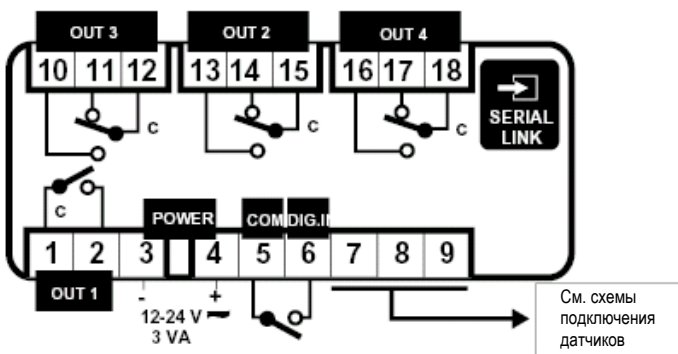 OUT 3 OUT 2 OUT 4
10 11 12 13 14 15 16 17 18
C C C
SERIAL
LINK
C
POWER COM DIG.IN
1 2 3 4 5 6 7 8 9
OUT 1
- +
12-24 V
3 VA
См. схемы
подключения
датчиков